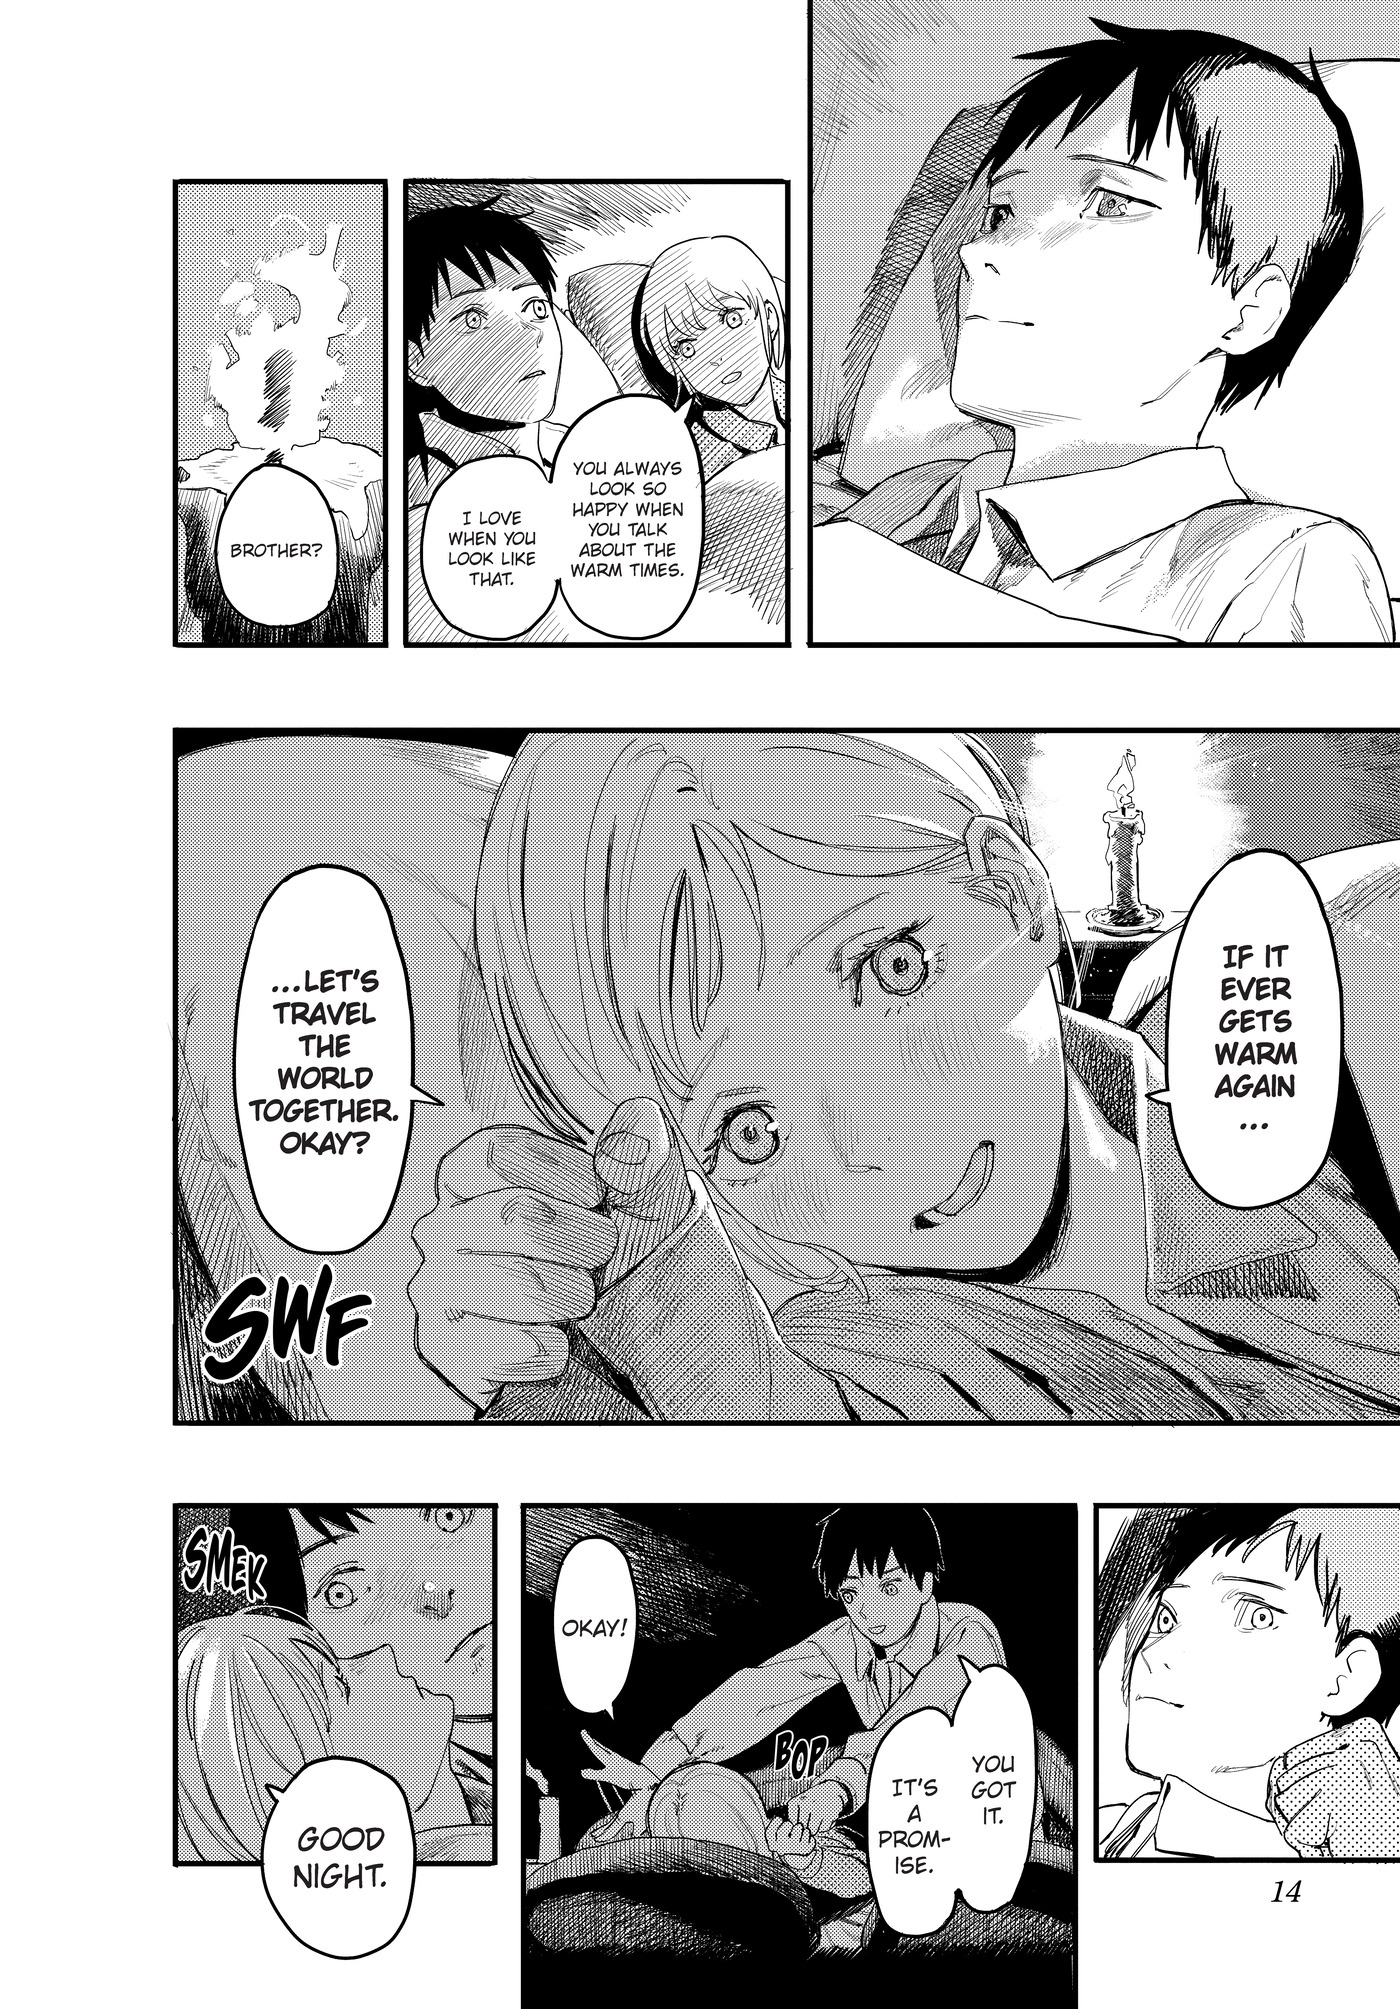 YOU ALWAYS
LOOK SO
HAPPY WHEN
YOU TALK
ABOUT THE
WARM TIMES.
I LOVE
WHEN YOU
LOOK LIKE
THAT.
BROTHER?
IF IT
EVER
GETS
WARM
AGAIN
...
...LET'S
TRAVEL
THE
WORLD
TOGETHER.
OKAY?
SWF
YOU
GOT
IT.
IT'S
A
PROM-
ISE.
BOP
OKAY!
SMEK
GOOD
NIGHT.
14